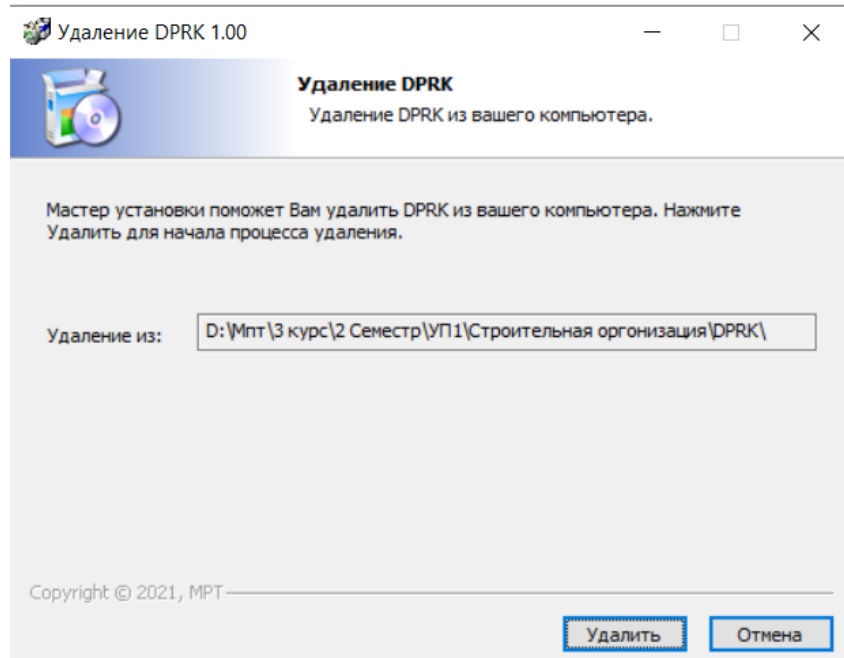 Удаление DPRK 1.00
Удаление DPRK
Удаление DPRK из вашего компьютера.
Мастер установки поможет Вам удалить DPRK из вашего компьютера. Нажмите
Удалить для начала процесса удаления.
Удаление из: D:\Мпт\3 курс\2 Семестр\УП1\Строительная оргонизация\DPRK\
Copyright © 2021, MPT
Удалить Отмена